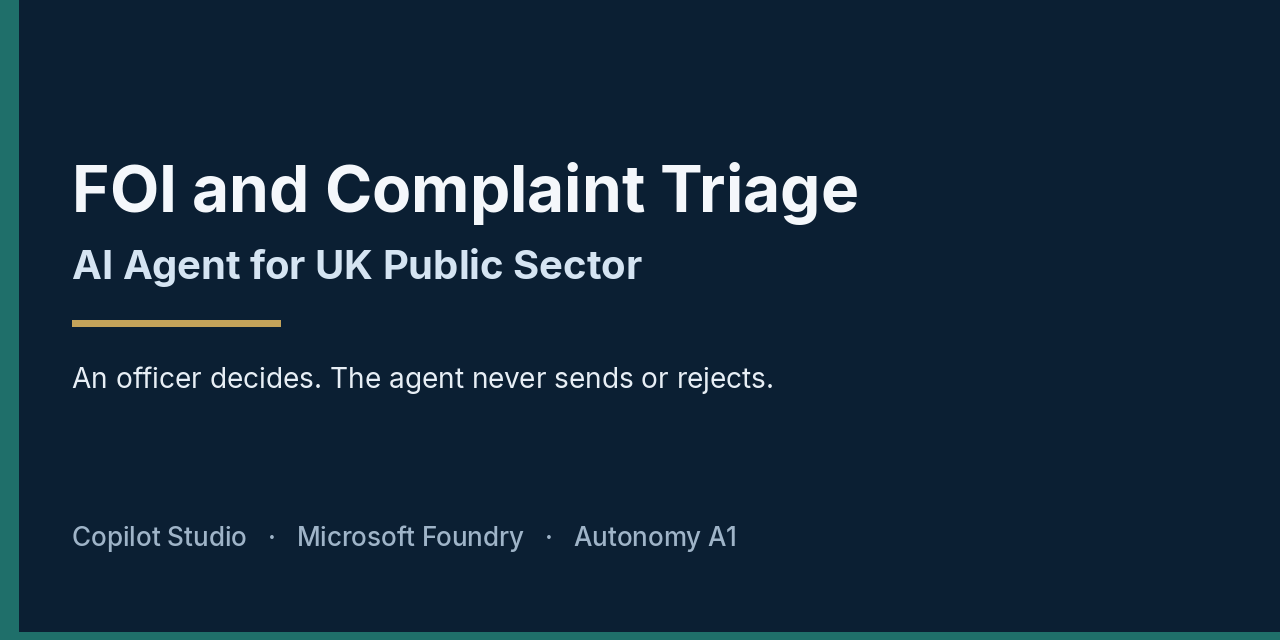 FOI and Complaint Triage
AI Agent for UK Public Sector
An officer decides. The agent never sends or rejects.
Copilot Studio · Microsoft Foundry · Autonomy A1